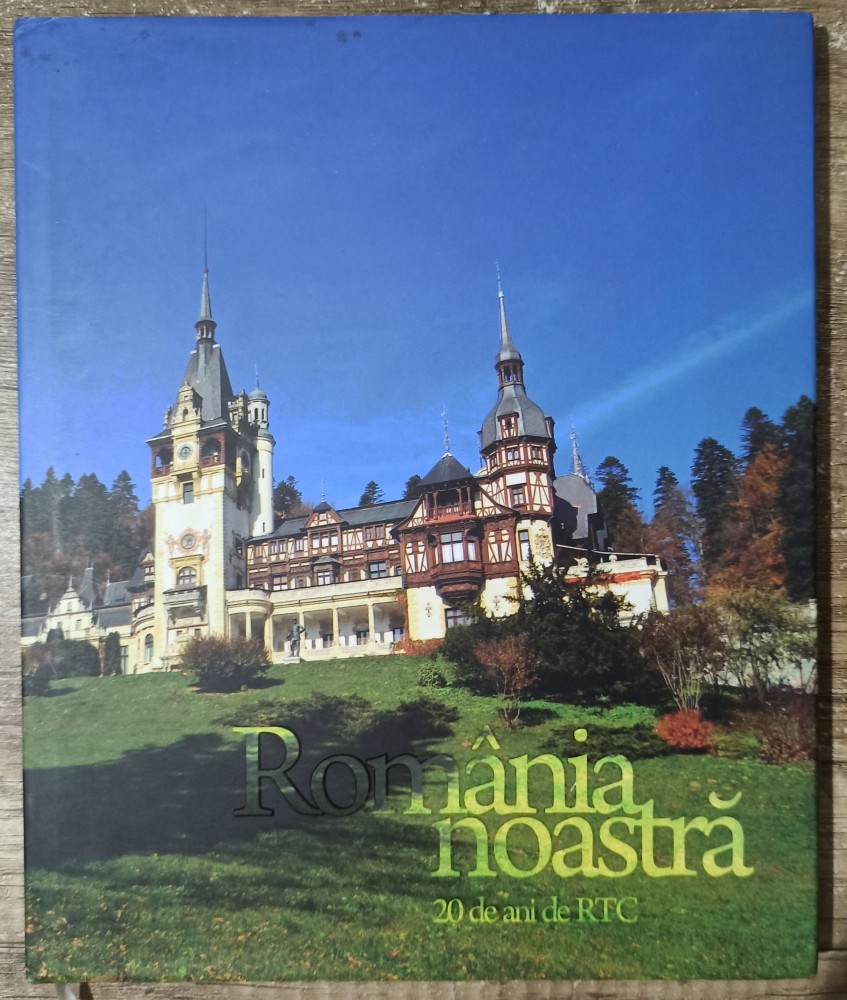 România
noastră
20 de ani de RTC